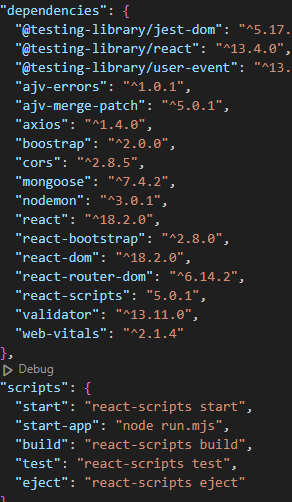 "dependencies": {
"@testing-library/jest-dom": "^5.17.
"@testing-library/react": "^13.4.0",
"@testing-library/user-event": "^13.
"ajv-errors": "^1.0.1",
"ajv-merge-patch": "^5.0.1",
"axios": "^1.4.0",
"boostrap": "^2.0.0",
"cors": "^2.8.5",
"mongoose": "^7.4.2",
"nodemon": "^3.0.1",
"react": "^18.2.0",
"react-bootstrap": "^2.8.0",
"react-dom": "^18.2.0",
"react-router-dom": "^6.14.2",
"react-scripts": "5.0.1",
"validator": "^13.11.0",
"web-vitals": "^2.1.4"
},
Debug
"scripts": {
"start": "react-scripts start",
"start-app": "node run.mjs",
"build": "react-scripts build",
"test": "react-scripts test",
"eject": "react-scripts eject"
}